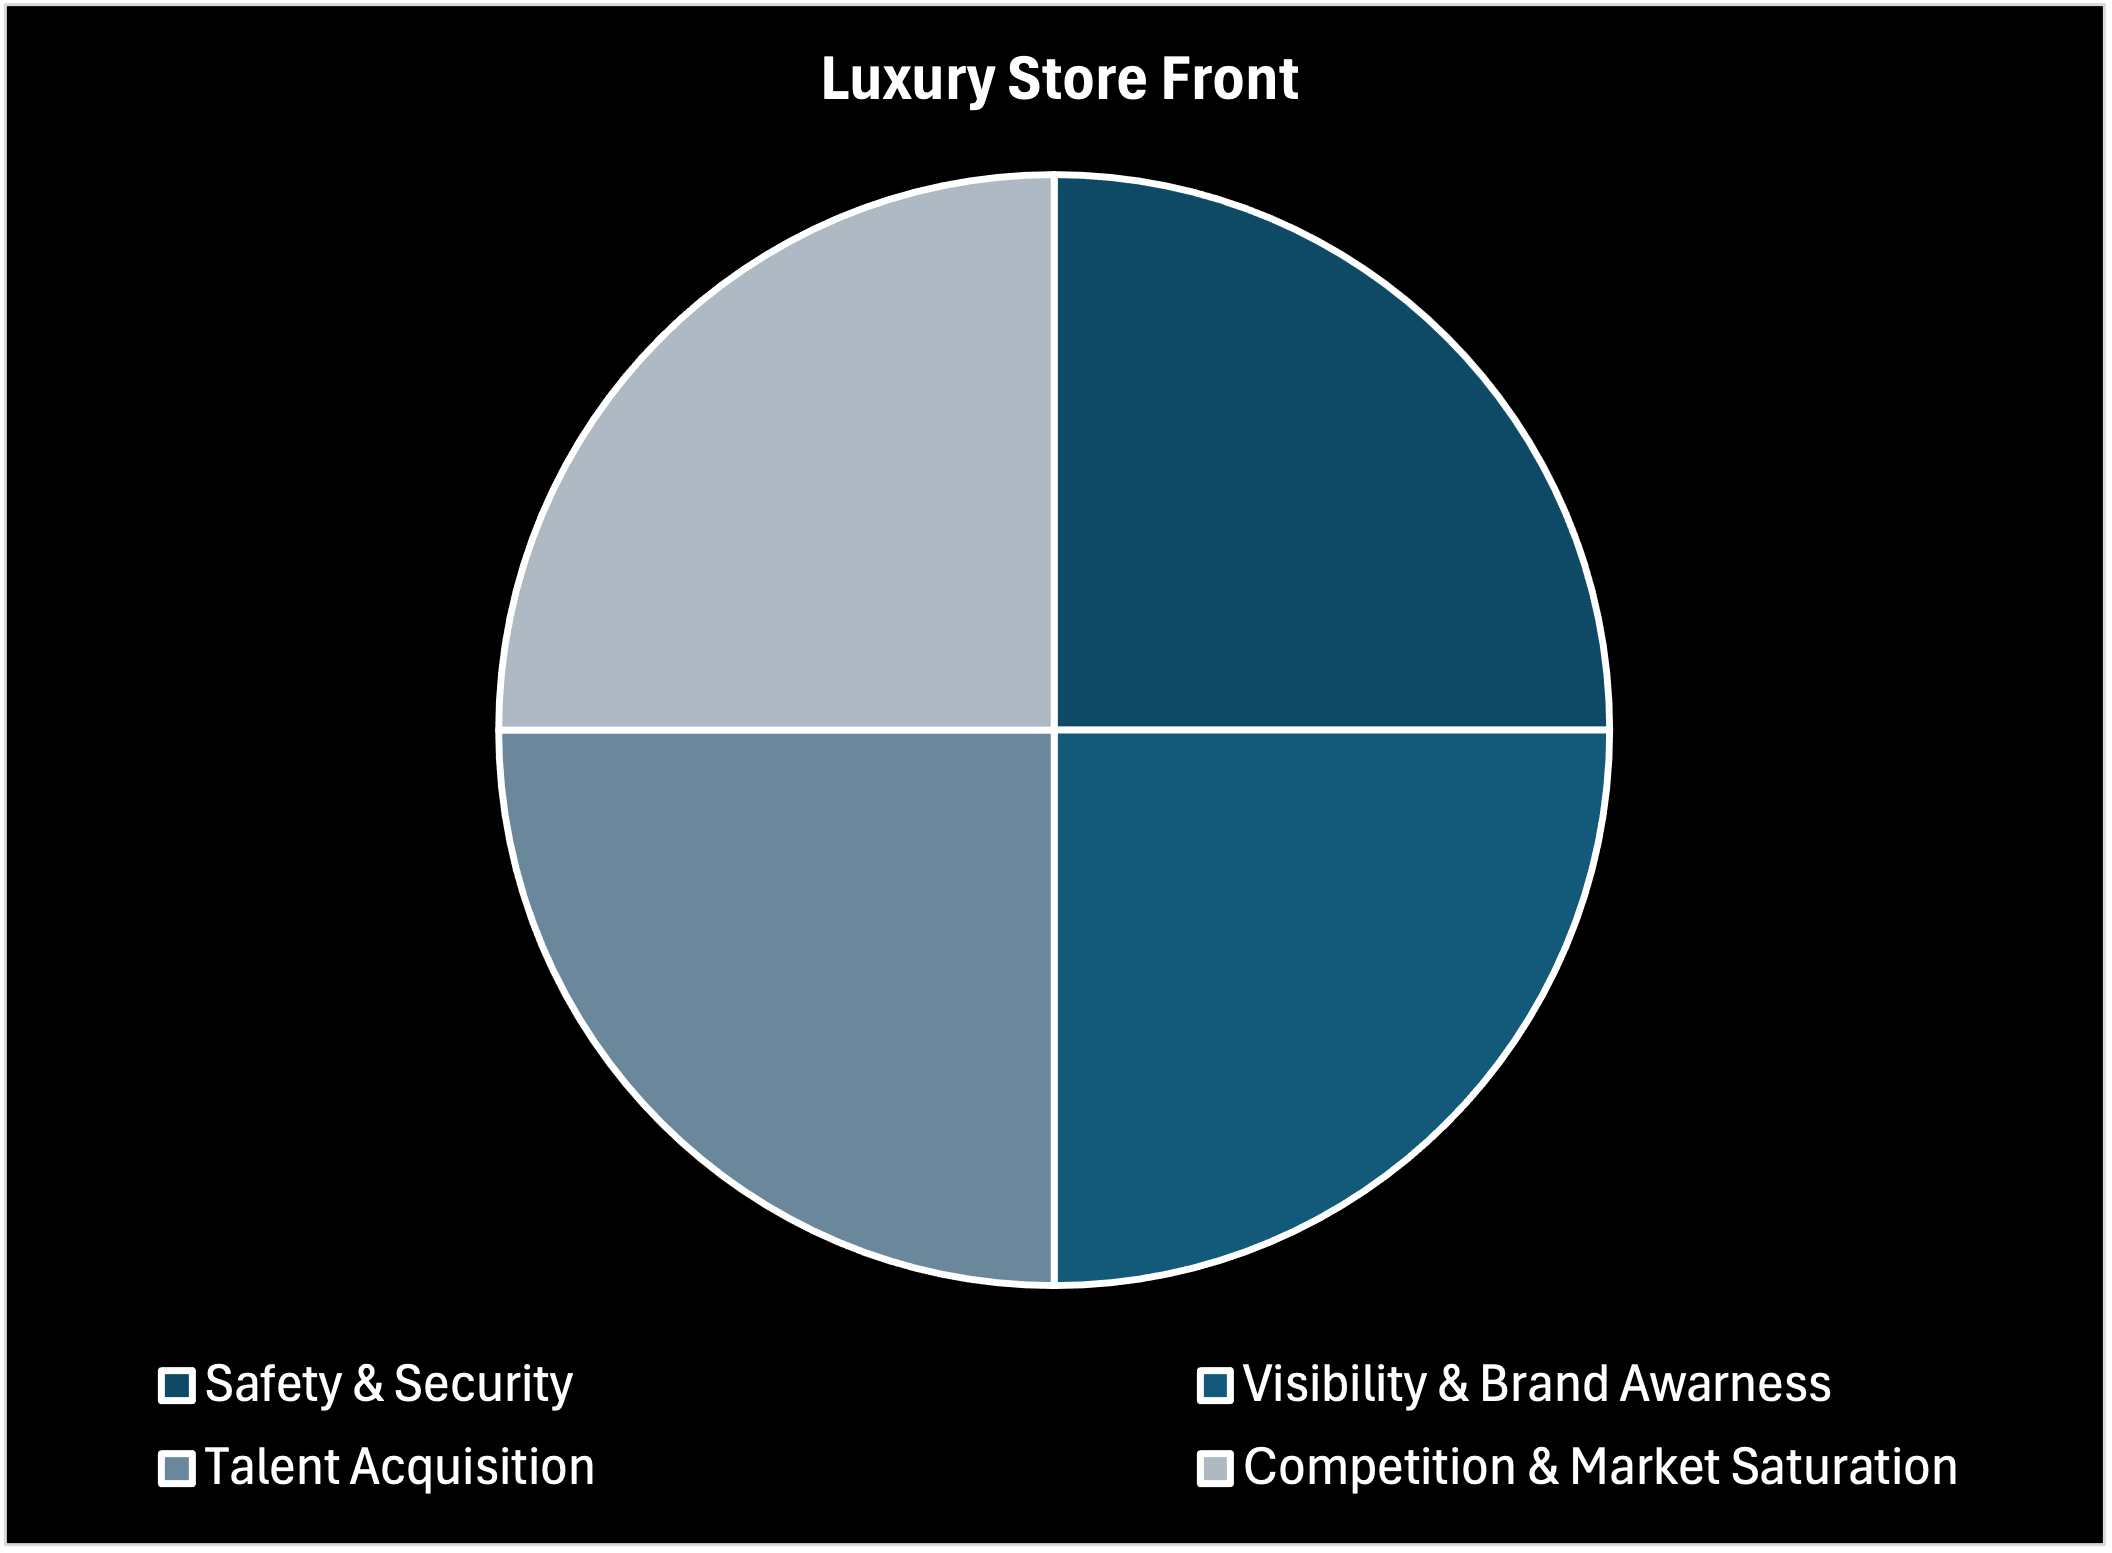 Luxury Store Front
Safety & Security
Visibility & Brand Awarness
Talent Acquisition
Competition & Market Saturation